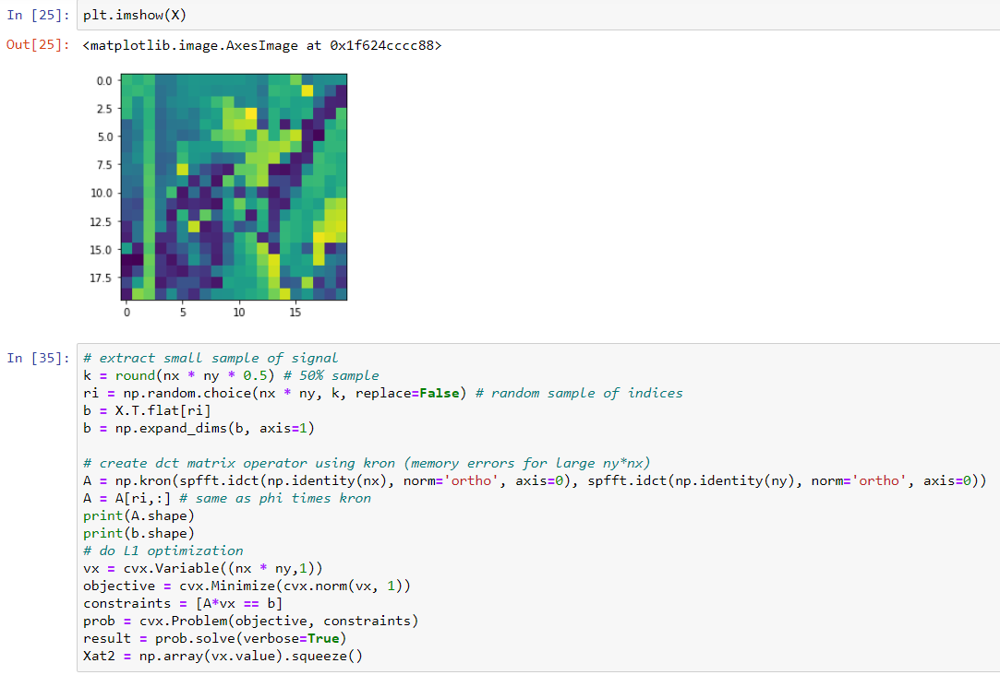 In [25]: plt.imshow(X)
Out[25]: <matplotlib.image.AxesImage at 0x1f624cccc88>
0.0
2.5
5.0
7.5
10.0
12.5
15.0
17.5
0 5 10 15
In [35]: # extract small sample of signal
k = round(nx * ny * 0.5) # 50% sample
ri = np.random.choice(nx * ny, k, replace=False) # random sample of indices
b = X.T.flat[ri]
b = np.expand_dims(b, axis=1)
# create dct matrix operator using kron (memory errors for large ny*nx)
A = np.kron(spfft.idct(np.identity(nx), norm='ortho', axis=0), spfft.idct(np.identity(ny), norm='ortho', axis=0))
A = A[ri,:] # same as phi times kron
print(A.shape)
print(b.shape)
# do L1 optimization
vx = cvx.Variable((nx * ny,1))
objective = cvx.Minimize(cvx.norm(vx, 1))
constraints = [A*vx == b]
prob = cvx.Problem(objective, constraints)
result = prob.solve(verbose=True)
Xat2 = np.array(vx.value).squeeze()